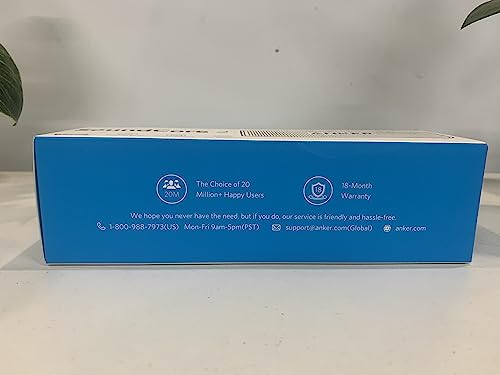 20M
The Choice of 20
Million+ Happy Users
18
18-Month
Warranty
We hope you never have the need, but if you do, our service is friendly and hassle-free.
1-800-988-7973(US) Mon-Fri 9am-5pm(PST) support@anker.com(Global) anker.com